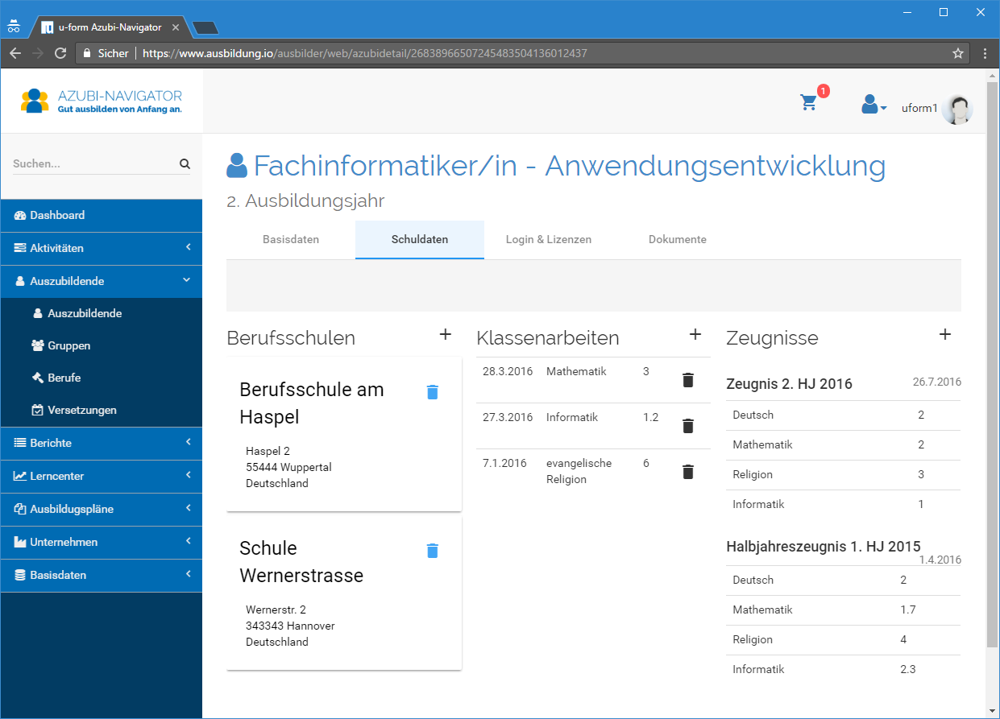 u-form Azubi-Navigator
Sicher https://www.ausbildung.io/ausbilder/web/azubidetail/26838966507245483504136012437
AZUBI-NAVIGATOR
Gut ausbilden von Anfang an.
1
uform1
Suchen...
Dashboard
Aktivitäten
Auszubildende
Auszubildende
Gruppen
Berufe
Versetzungen
Berichte
Lerncenter
Ausbildugspläne
Unternehmen
Basisdaten
Fachinformatiker/in - Anwendungsentwicklung
2. Ausbildungsjahr
Basisdaten Schuldaten Login & Lizenzen Dokumente
Berufsschulen
Berufsschule am
Haspel
Haspel 2
55444 Wuppertal
Deutschland
Schule
Wernerstrasse
Wernerstr. 2
343343 Hannover
Deutschland
Klassenarbeiten
28.3.2016 Mathematik 3
27.3.2016 Informatik 1.2
7.1.2016 evangelische 6
Religion
Zeugnisse
Zeugnis 2. HJ 2016 26.7.2016
Deutsch 2
Mathematik 2
Religion 3
Informatik 1
Halbjahreszeugnis 1. HJ 2015
1.4.2016
Deutsch 2
Mathematik 1.7
Religion 4
Informatik 2.3